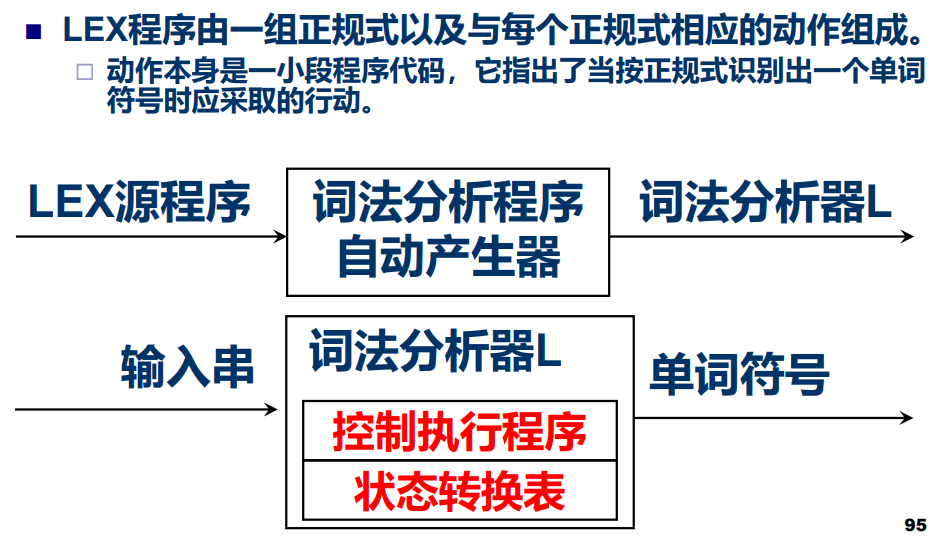 LEX程序由一组正规式以及与每个正规式相应的动作组成。
动作本身是一小段程序代码，它指出了当按正规式识别出一个单词
符号时应采取的行动。
LEX源程序
词法分析程序
自动产生器
词法分析器L
输入串
词法分析器L
控制执行程序
状态转换表
单词符号
95